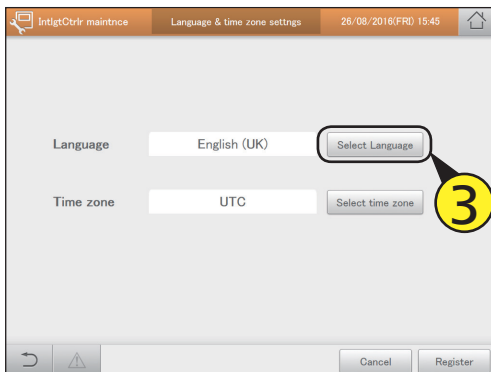 IntlgtCtrlr maintnce Language & time zone settngs 26/08/2016(FRI) 15:45
Language English (UK) Select Language
3
Time zone UTC Select time zone
Cancel Register